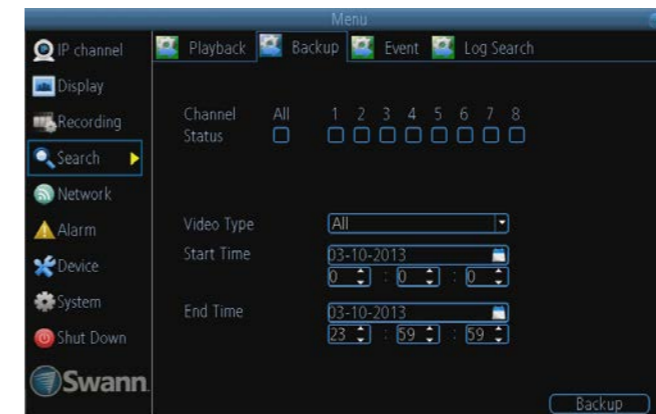 Menu
IP channel
Display
Recording
Search
Network
Alarm
Device
System
Shut Down
Swann
Playback Backup Event Log Search
Channel All 1 2 3 4 5 6 7 8
Status
Video Type All
Start Time 03-10-2013
0 : 0 : 0
End Time 03-10-2013
23 : 59 : 59
Backup